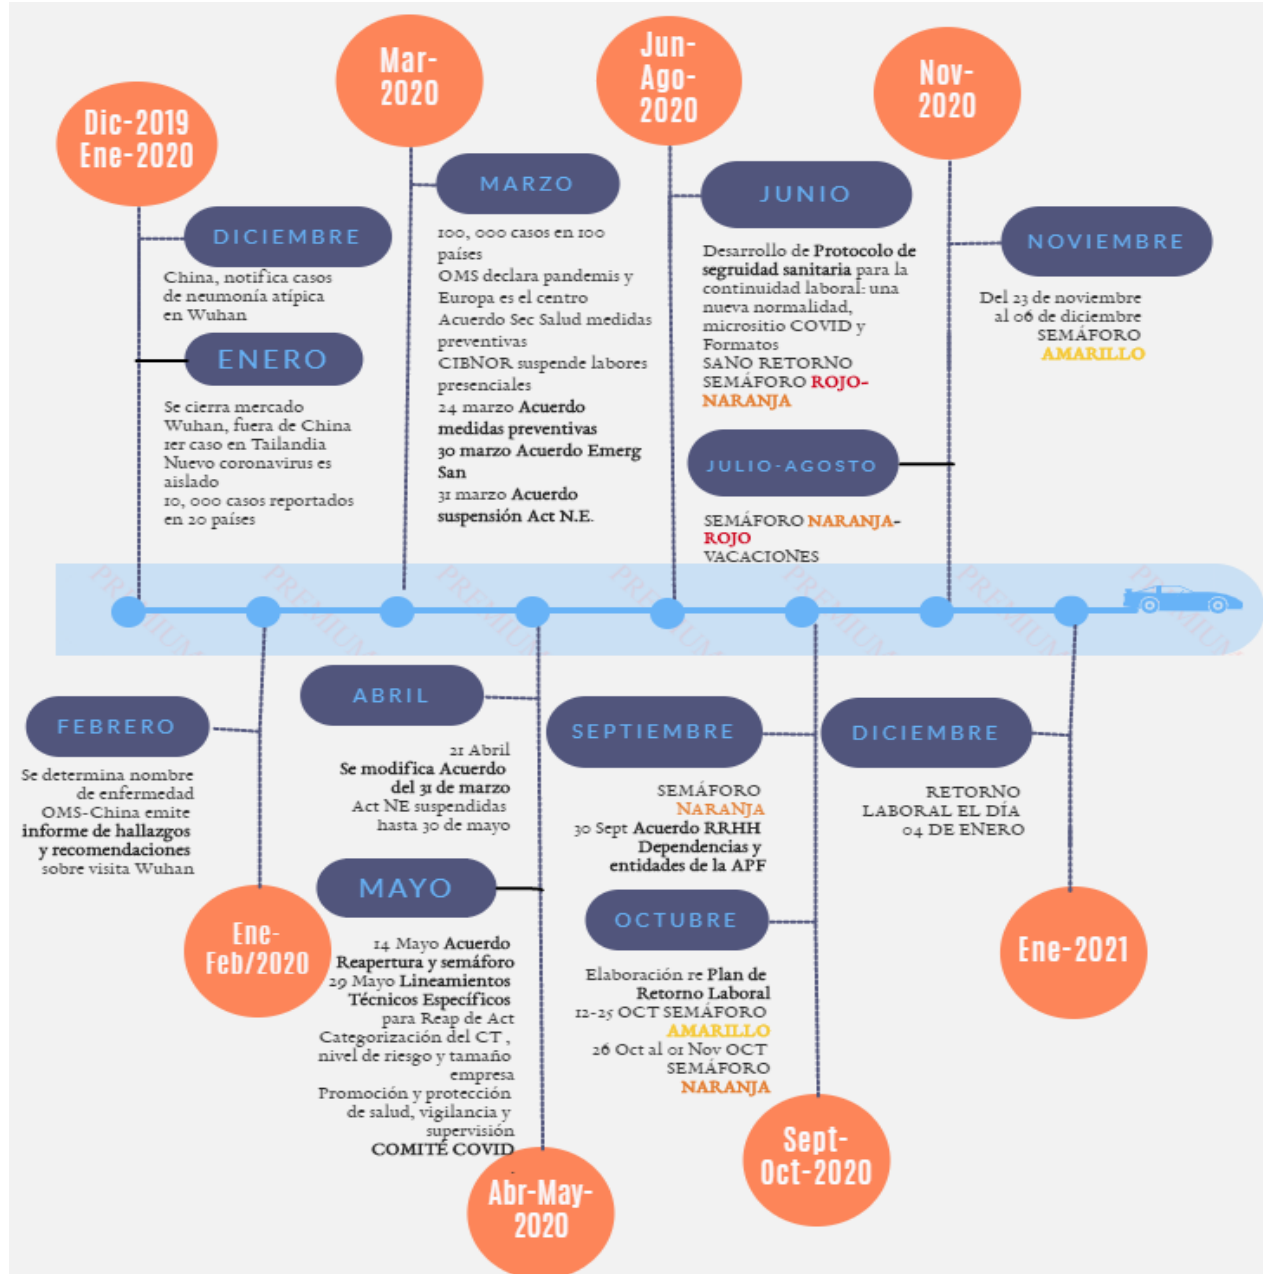 Dic-2019
Ene-2020
DICIEMBRE
China, notifica casos
de neumonía atípica
en Wuhan
ENERO
Se cierra mercado
Wuhan, fuera de China
1er caso en Tailandia
Nuevo coronavirus es
aislado
10, 000 casos reportados
en 20 países
Mar-
2020
MARZO
100, 000 casos en 100
países
OMS declara pandemis y
Europa es el centro
Acuerdo Sec Salud medidas
preventivas
CIBNOR suspende labores
presenciales
24 marzo Acuerdo
medidas preventivas
30 marzo Acuerdo Emerg
San
31 marzo Acuerdo
suspensión Act N.E.
Jun-
Ago-
2020
JUNIO
Desarrollo de Protocolo de
segruidad sanitaria para la
continuidad laboral: una
nueva normalidad,
micrositio COVID y
Formatos
SANO RETORNO
SEMÁFORO ROJO-
NARANJA
JULIO-AGOSTO
SEMÁFORO NARANJA-
ROJO
VACACIONES
Nov-
2020
NOVIEMBRE
Del 23 de noviembre
al 06 de diciembre
SEMÁFORO
AMARILLO
PREMIUM
PREMIUM
PREMIUM
PREMIUM
PREMIUM
PREMIUM
PREMIUM
FEBRERO
Se determina nombre
de enfermedad
OMS-China emite
informe de hallazgos
y recomendaciones
sobre visita Wuhan
Ene-
Feb/2020
ABRIL
21 Abril
Se modifica Acuerdo
del 31 de marzo
Act NE suspendidas
hasta 30 de mayo
MAYO
14 Mayo Acuerdo
Reapertura y semáforo
29 Mayo Lineamientos
Técnicos Específicos
para Reap de Act
Categorización del CT ,
nivel de riesgo y tamaño
empresa
Promoción y protección
de salud, vigilancia y
supervisión
COMITÉ COVID
.
Abr-May-
2020
SEPTIEMBRE
SEMÁFORO
NARANJA
30 Sept Acuerdo RRHH
Dependencias y
entidades de la APF
OCTUBRE
Elaboración re Plan de
Retorno Laboral
12-25 OCT SEMÁFORO
AMARILLO
26 Oct al 01 Nov OCT
SEMÁFORO
NARANJA
Sept-
Oct-2020
DICIEMBRE
RETORNO
LABORAL EL DÍA
04 DE ENERO
Ene-2021